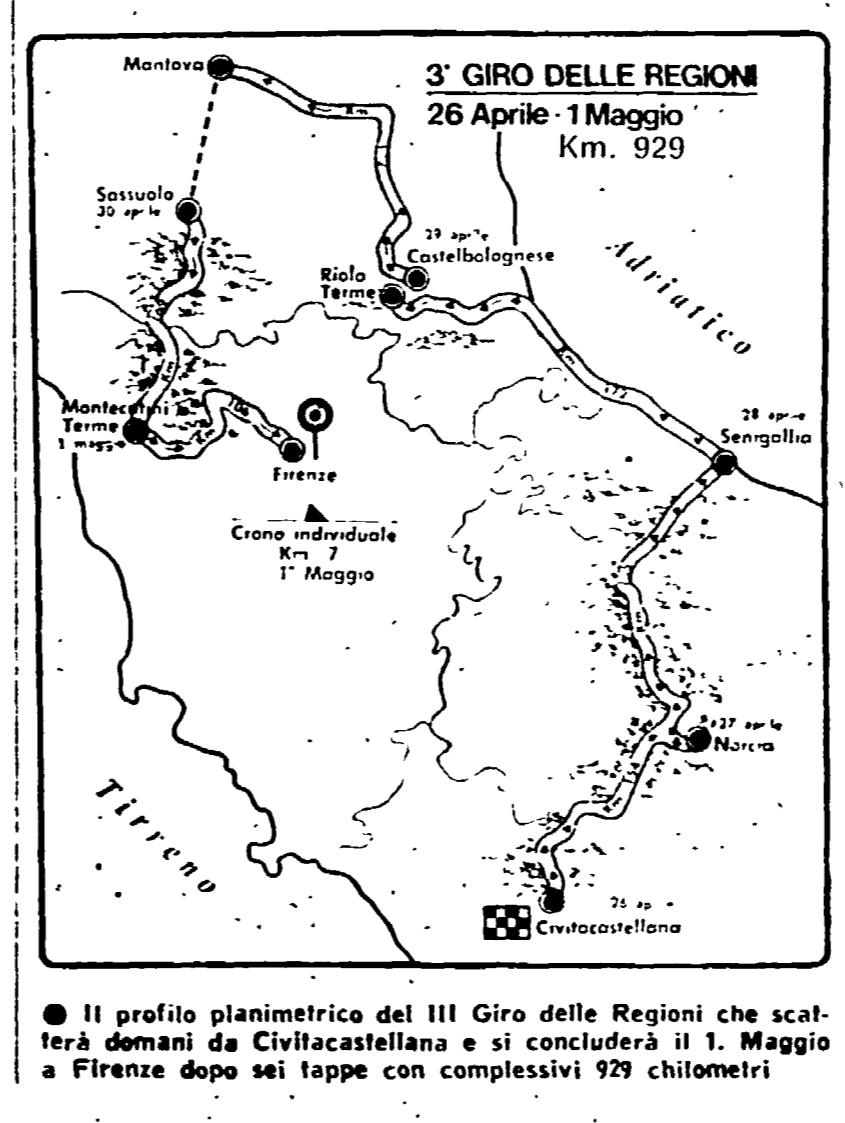 3° GIRO DELLE REGIONI
26 Aprile - 1 Maggio
Km. 929
Mantova
Sassuolo
30 aprile
29 aprile
Castelbolognese
Riolo
Terme
Adriatico
Montecatini
Terme
1 maggio
Firenze
28 aprile
Senigallia
Km 172
Crono individuale
Km 7
1° Maggio
27 aprile
Norcia
Tirreno
Civitacastellana
● Il profilo planimetrico del III Giro delle Regioni che scat-
terà domani da Civitacastellana e si concluderà il 1. Maggio
a Firenze dopo sei tappe con complessivi 929 chilometri